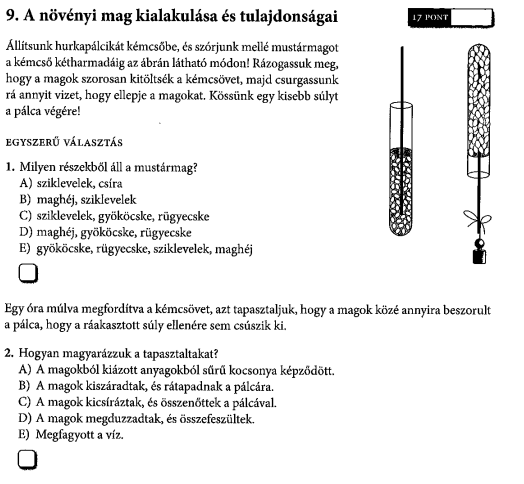 9. A növényi mag kialakulása és tulajdonságai
17 PONT
Állítsunk hurkapálcikát kémcsőbe, és szórjunk mellé mustármagot
a kémcső kétharmadáig az ábrán látható módon! Rázogassuk meg,
hogy a magok szorosan kitöltsék a kémcsövet, majd csurgassunk
rá annyit vizet, hogy ellepje a magokat. Kössünk egy kisebb súlyt
a pálca végére!
EGYSZERŰ VÁLASZTÁS
1. Milyen részekből áll a mustármag?
A) sziklevelek, csíra
B) maghéj, sziklevelek
C) sziklevelek, gyököcske, rügyecske
D) maghéj, gyököcske, rügyecske
E) gyököcske, rügyecske, sziklevelek, maghéj
Egy óra múlva megfordítva a kémcsövet, azt tapasztaljuk, hogy a magok közé annyira beszorult
a pálca, hogy a ráakasztott súly ellenére sem csúszik ki.
2. Hogyan magyarázzuk a tapasztaltakat?
A) A magokból kiázott anyagokból sűrű kocsonya képződött.
B) A magok kiszáradtak, és rátapadnak a pálcára.
C) A magok kicsíráztak, és összenőttek a pálcával.
D) A magok megduzzadtak, és összefeszültek.
E) Megfagyott a víz.